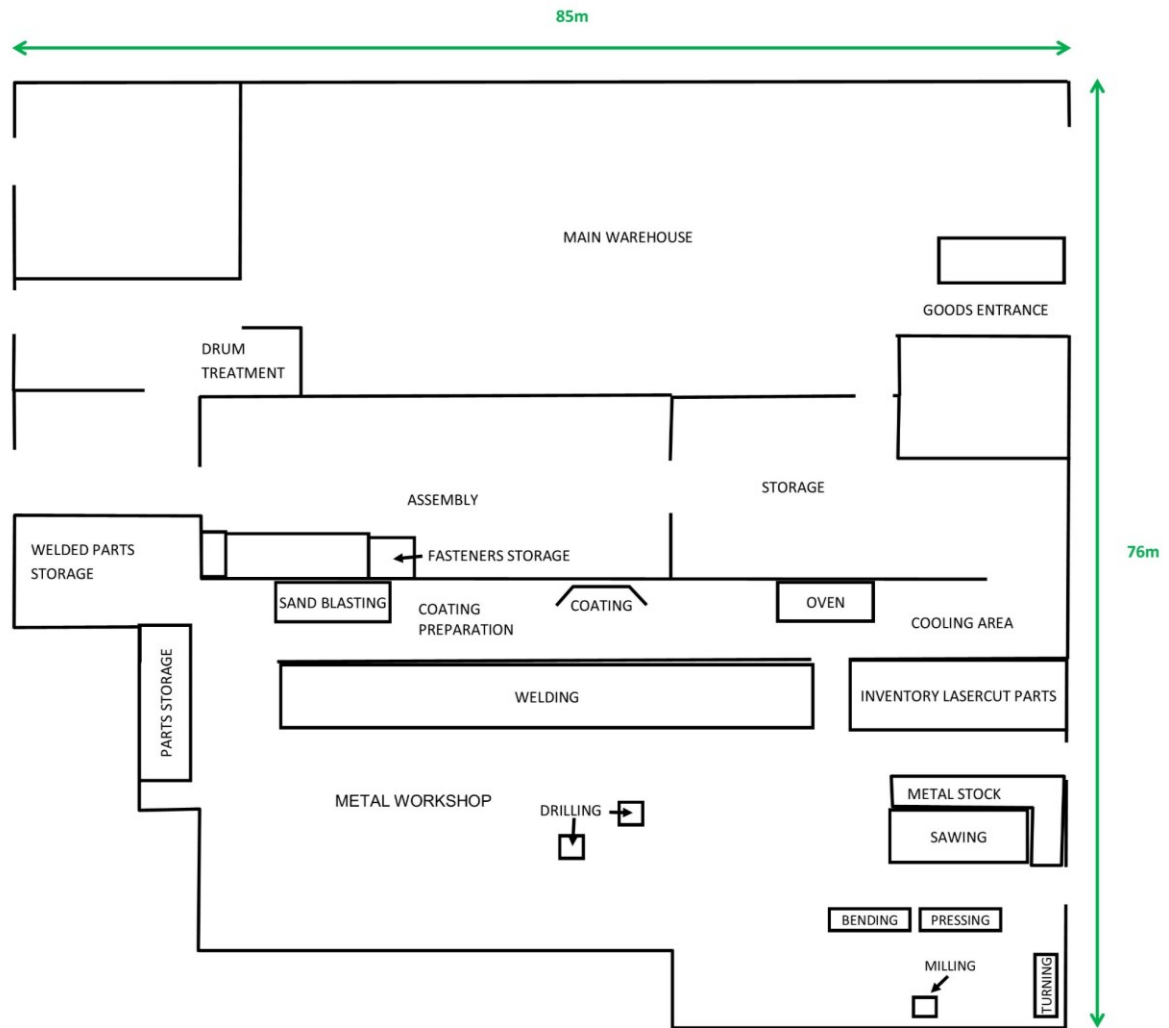 85m
MAIN WAREHOUSE
GOODS ENTRANCE
DRUM
TREATMENT
STORAGE
ASSEMBLY
WELDED PARTS
STORAGE
FASTENERS STORAGE
76m
SAND BLASTING
COATING
PREPARATION
COATING
OVEN
COOLING AREA
PARTS STORAGE
WELDING
INVENTORY LASERCUT PARTS
METAL WORKSHOP
DRILLING
METAL STOCK
SAWING
BENDING
PRESSING
MILLING
TURNING